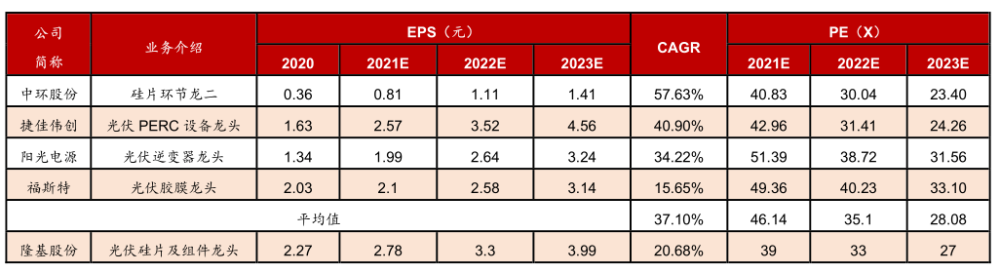 公司简称 业务介绍 EPS（元） CAGR PE（X）
2020 2021E 2022E 2023E 2021E 2022E 2023E
中环股份 硅片环节龙二 0.36 0.81 1.11 1.41 57.63% 40.83 30.04 23.40
捷佳伟创 光伏 PERC 设备龙头 1.63 2.57 3.52 4.56 40.90% 42.96 31.41 24.26
阳光电源 光伏逆变器龙头 1.34 1.99 2.64 3.24 34.22% 51.39 38.72 31.56
福斯特 光伏胶膜龙头 2.03 2.1 2.58 3.14 15.65% 49.36 40.23 33.10
平均值 37.10% 46.14 35.1 28.08
隆基股份 光伏硅片及组件龙头 2.27 2.78 3.3 3.99 20.68% 39 33 27